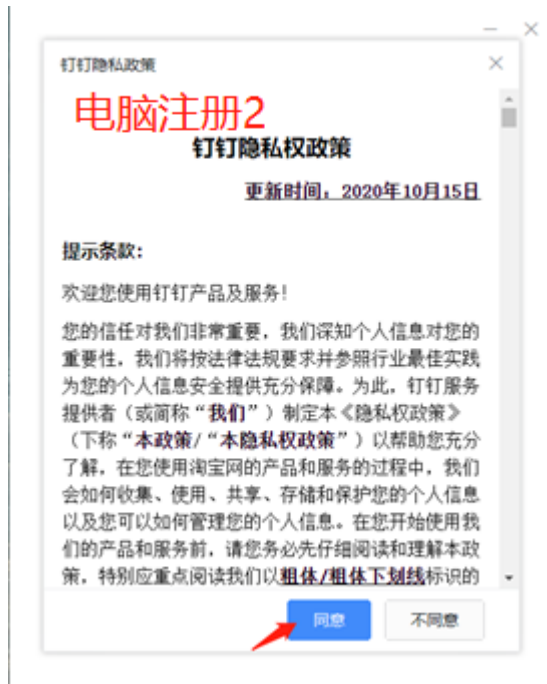 钉钉隐私政策
电脑注册2
钉钉隐私权政策
更新时间：2020年10月15日
提示条款：
欢迎您使用钉钉产品及服务！
您的信任对我们非常重要，我们深知个人信息对您的
重要性，我们将按法律法规要求并参照行业最佳实践
为您的个人信息安全提供充分保障。为此，钉钉服务
提供者（或简称“我们”）制定本《隐私权政策》
（下称“本政策/“本隐私权政策”）以帮助您充分
了解，在您使用淘宝网的产品和服务的过程中，我们
会如何收集、使用、共享、存储和保护您的个人信息
以及您可以如何管理您的个人信息。在您开始使用我
们的产品和服务前，请您务必先仔细阅读和理解本政
策，特别应重点阅读我们以粗体/粗体下划线标识的
同意
不同意